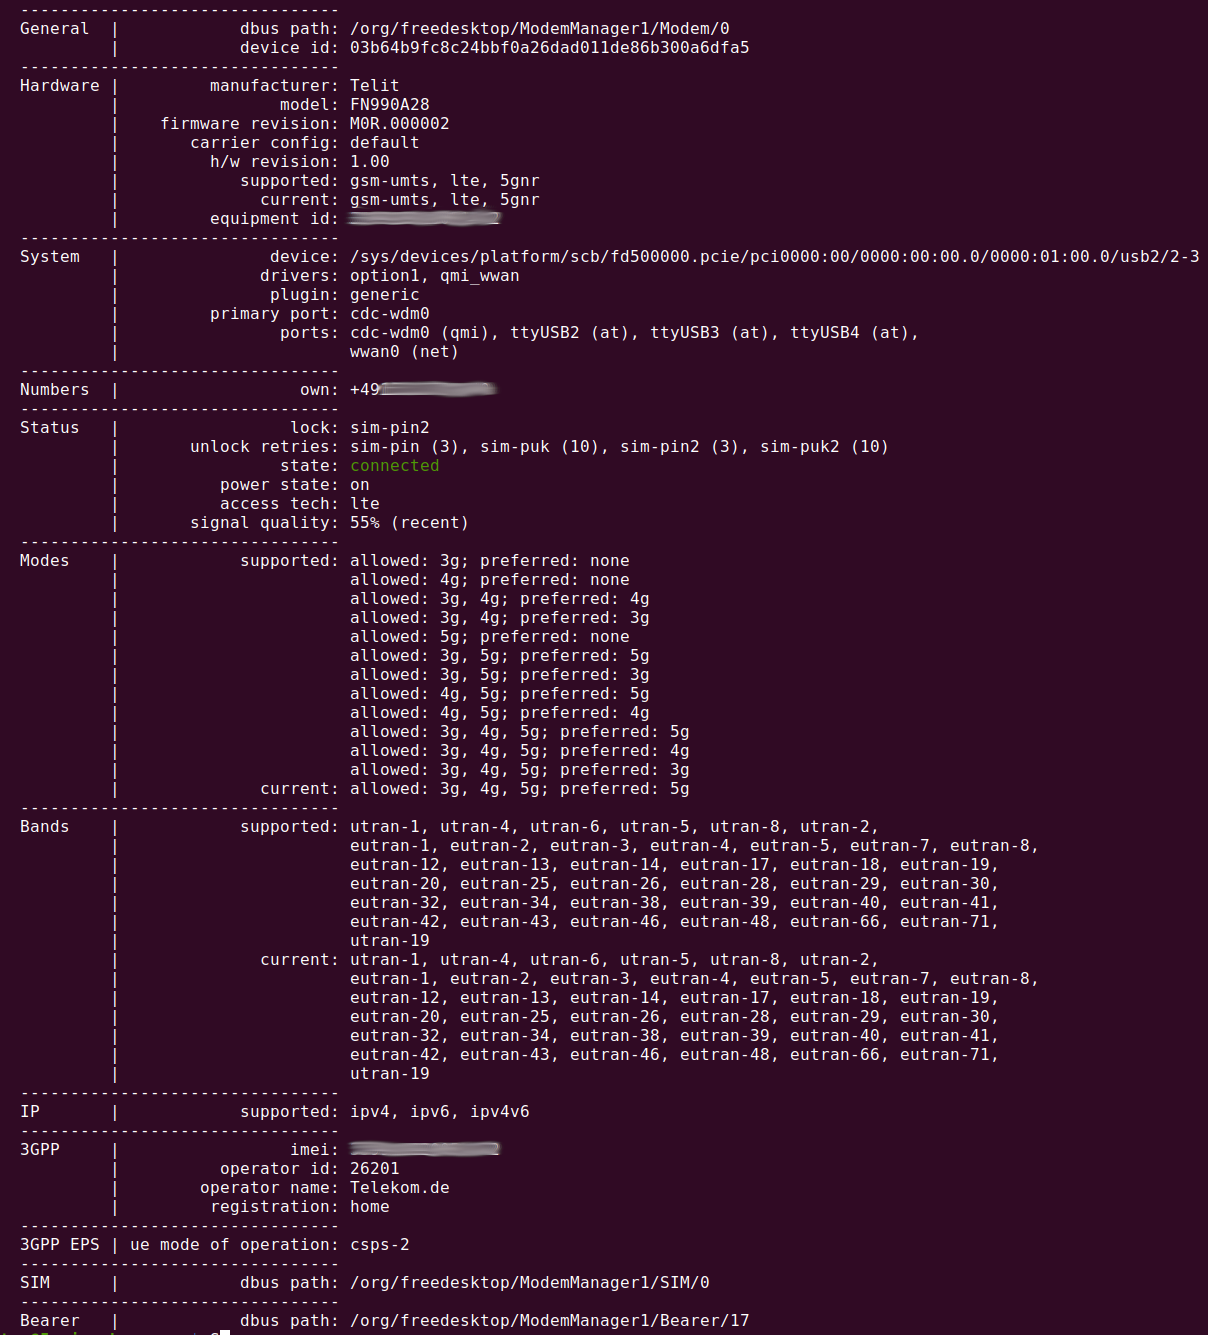 --------------------------------
General  |            dbus path: /org/freedesktop/ModemManager1/Modem/0
         |            device id: 03b64b9fc8c24bbf0a26dad011de86b300a6dfa5
--------------------------------
Hardware |         manufacturer: Telit
         |                model: FN990A28
         |    firmware revision: M0R.000002
         |       carrier config: default
         |         h/w revision: 1.00
         |            supported: gsm-umts, lte, 5gnr
         |              current: gsm-umts, lte, 5gnr
         |         equipment id:
--------------------------------
System   |               device: /sys/devices/platform/scb/fd500000.pcie/pci0000:00/0000:00:00.0/0000:01:00.0/usb2/2-3
         |              drivers: option1, qmi_wwan
         |               plugin: generic
         |         primary port: cdc-wdm0
         |                ports: cdc-wdm0 (qmi), ttyUSB2 (at), ttyUSB3 (at), ttyUSB4 (at),
         |                       wwan0 (net)
--------------------------------
Numbers  |                  own: +49
--------------------------------
Status   |                 lock: sim-pin2
         |       unlock retries: sim-pin (3), sim-puk (10), sim-pin2 (3), sim-puk2 (10)
         |                state: connected
         |          power state: on
         |          access tech: lte
         |       signal quality: 55% (recent)
--------------------------------
Modes    |            supported: allowed: 3g; preferred: none
         |                       allowed: 4g; preferred: none
         |                       allowed: 3g, 4g; preferred: 4g
         |                       allowed: 3g, 4g; preferred: 3g
         |                       allowed: 5g; preferred: none
         |                       allowed: 3g, 5g; preferred: 5g
         |                       allowed: 3g, 5g; preferred: 3g
         |                       allowed: 4g, 5g; preferred: 5g
         |                       allowed: 4g, 5g; preferred: 4g
         |                       allowed: 3g, 4g, 5g; preferred: 5g
         |                       allowed: 3g, 4g, 5g; preferred: 4g
         |                       allowed: 3g, 4g, 5g; preferred: 3g
         |              current: allowed: 3g, 4g, 5g; preferred: 5g
--------------------------------
Bands    |            supported: utran-1, utran-4, utran-6, utran-5, utran-8, utran-2,
         |                       eutran-1, eutran-2, eutran-3, eutran-4, eutran-5, eutran-7, eutran-8,
         |                       eutran-12, eutran-13, eutran-14, eutran-17, eutran-18, eutran-19,
         |                       eutran-20, eutran-25, eutran-26, eutran-28, eutran-29, eutran-30,
         |                       eutran-32, eutran-34, eutran-38, eutran-39, eutran-40, eutran-41,
         |                       eutran-42, eutran-43, eutran-46, eutran-48, eutran-66, eutran-71,
         |                       utran-19
         |              current: utran-1, utran-4, utran-6, utran-5, utran-8, utran-2,
         |                       eutran-1, eutran-2, eutran-3, eutran-4, eutran-5, eutran-7, eutran-8,
         |                       eutran-12, eutran-13, eutran-14, eutran-17, eutran-18, eutran-19,
         |                       eutran-20, eutran-25, eutran-26, eutran-28, eutran-29, eutran-30,
         |                       eutran-32, eutran-34, eutran-38, eutran-39, eutran-40, eutran-41,
         |                       eutran-42, eutran-43, eutran-46, eutran-48, eutran-66, eutran-71,
         |                       utran-19
--------------------------------
IP       |            supported: ipv4, ipv6, ipv4v6
--------------------------------
3GPP     |                 imei:
         |          operator id: 26201
         |        operator name: Telekom.de
         |         registration: home
--------------------------------
3GPP EPS | ue mode of operation: csps-2
--------------------------------
SIM      |            dbus path: /org/freedesktop/ModemManager1/SIM/0
--------------------------------
Bearer   |            dbus path: /org/freedesktop/ModemManager1/Bearer/17